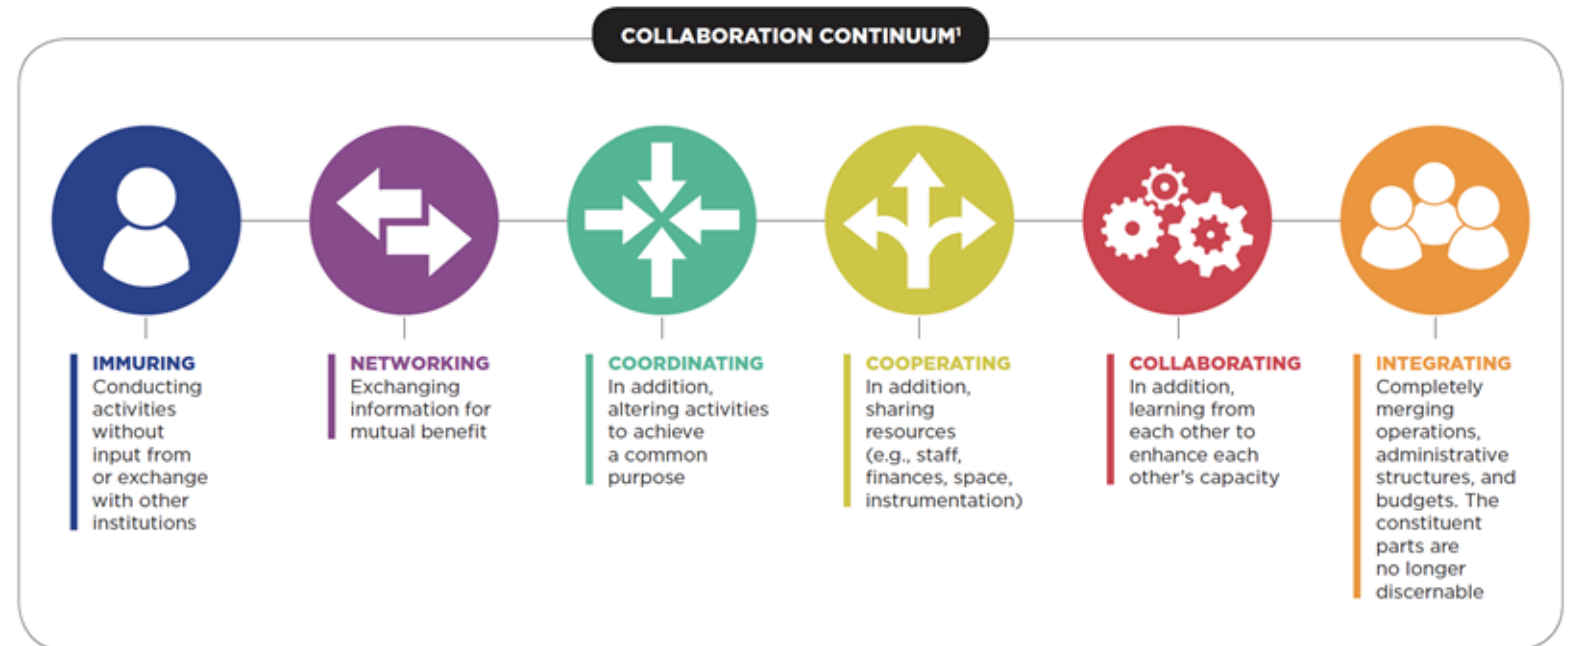 COLLABORATION CONTINUUM¹
IMMURING
Conducting
activities
without
input from
or exchange
with other
institutions
NETWORKING
Exchanging
information for
mutual benefit
COORDINATING
In addition,
altering activities
to achieve
a common
purpose
COOPERATING
In addition,
sharing
resources
(e.g., staff,
finances, space,
instrumentation)
COLLABORATING
In addition,
learning from
each other to
enhance each
other's capacity
INTEGRATING
Completely
merging
operations,
administrative
structures, and
budgets. The
constituent
parts are
no longer
discernable